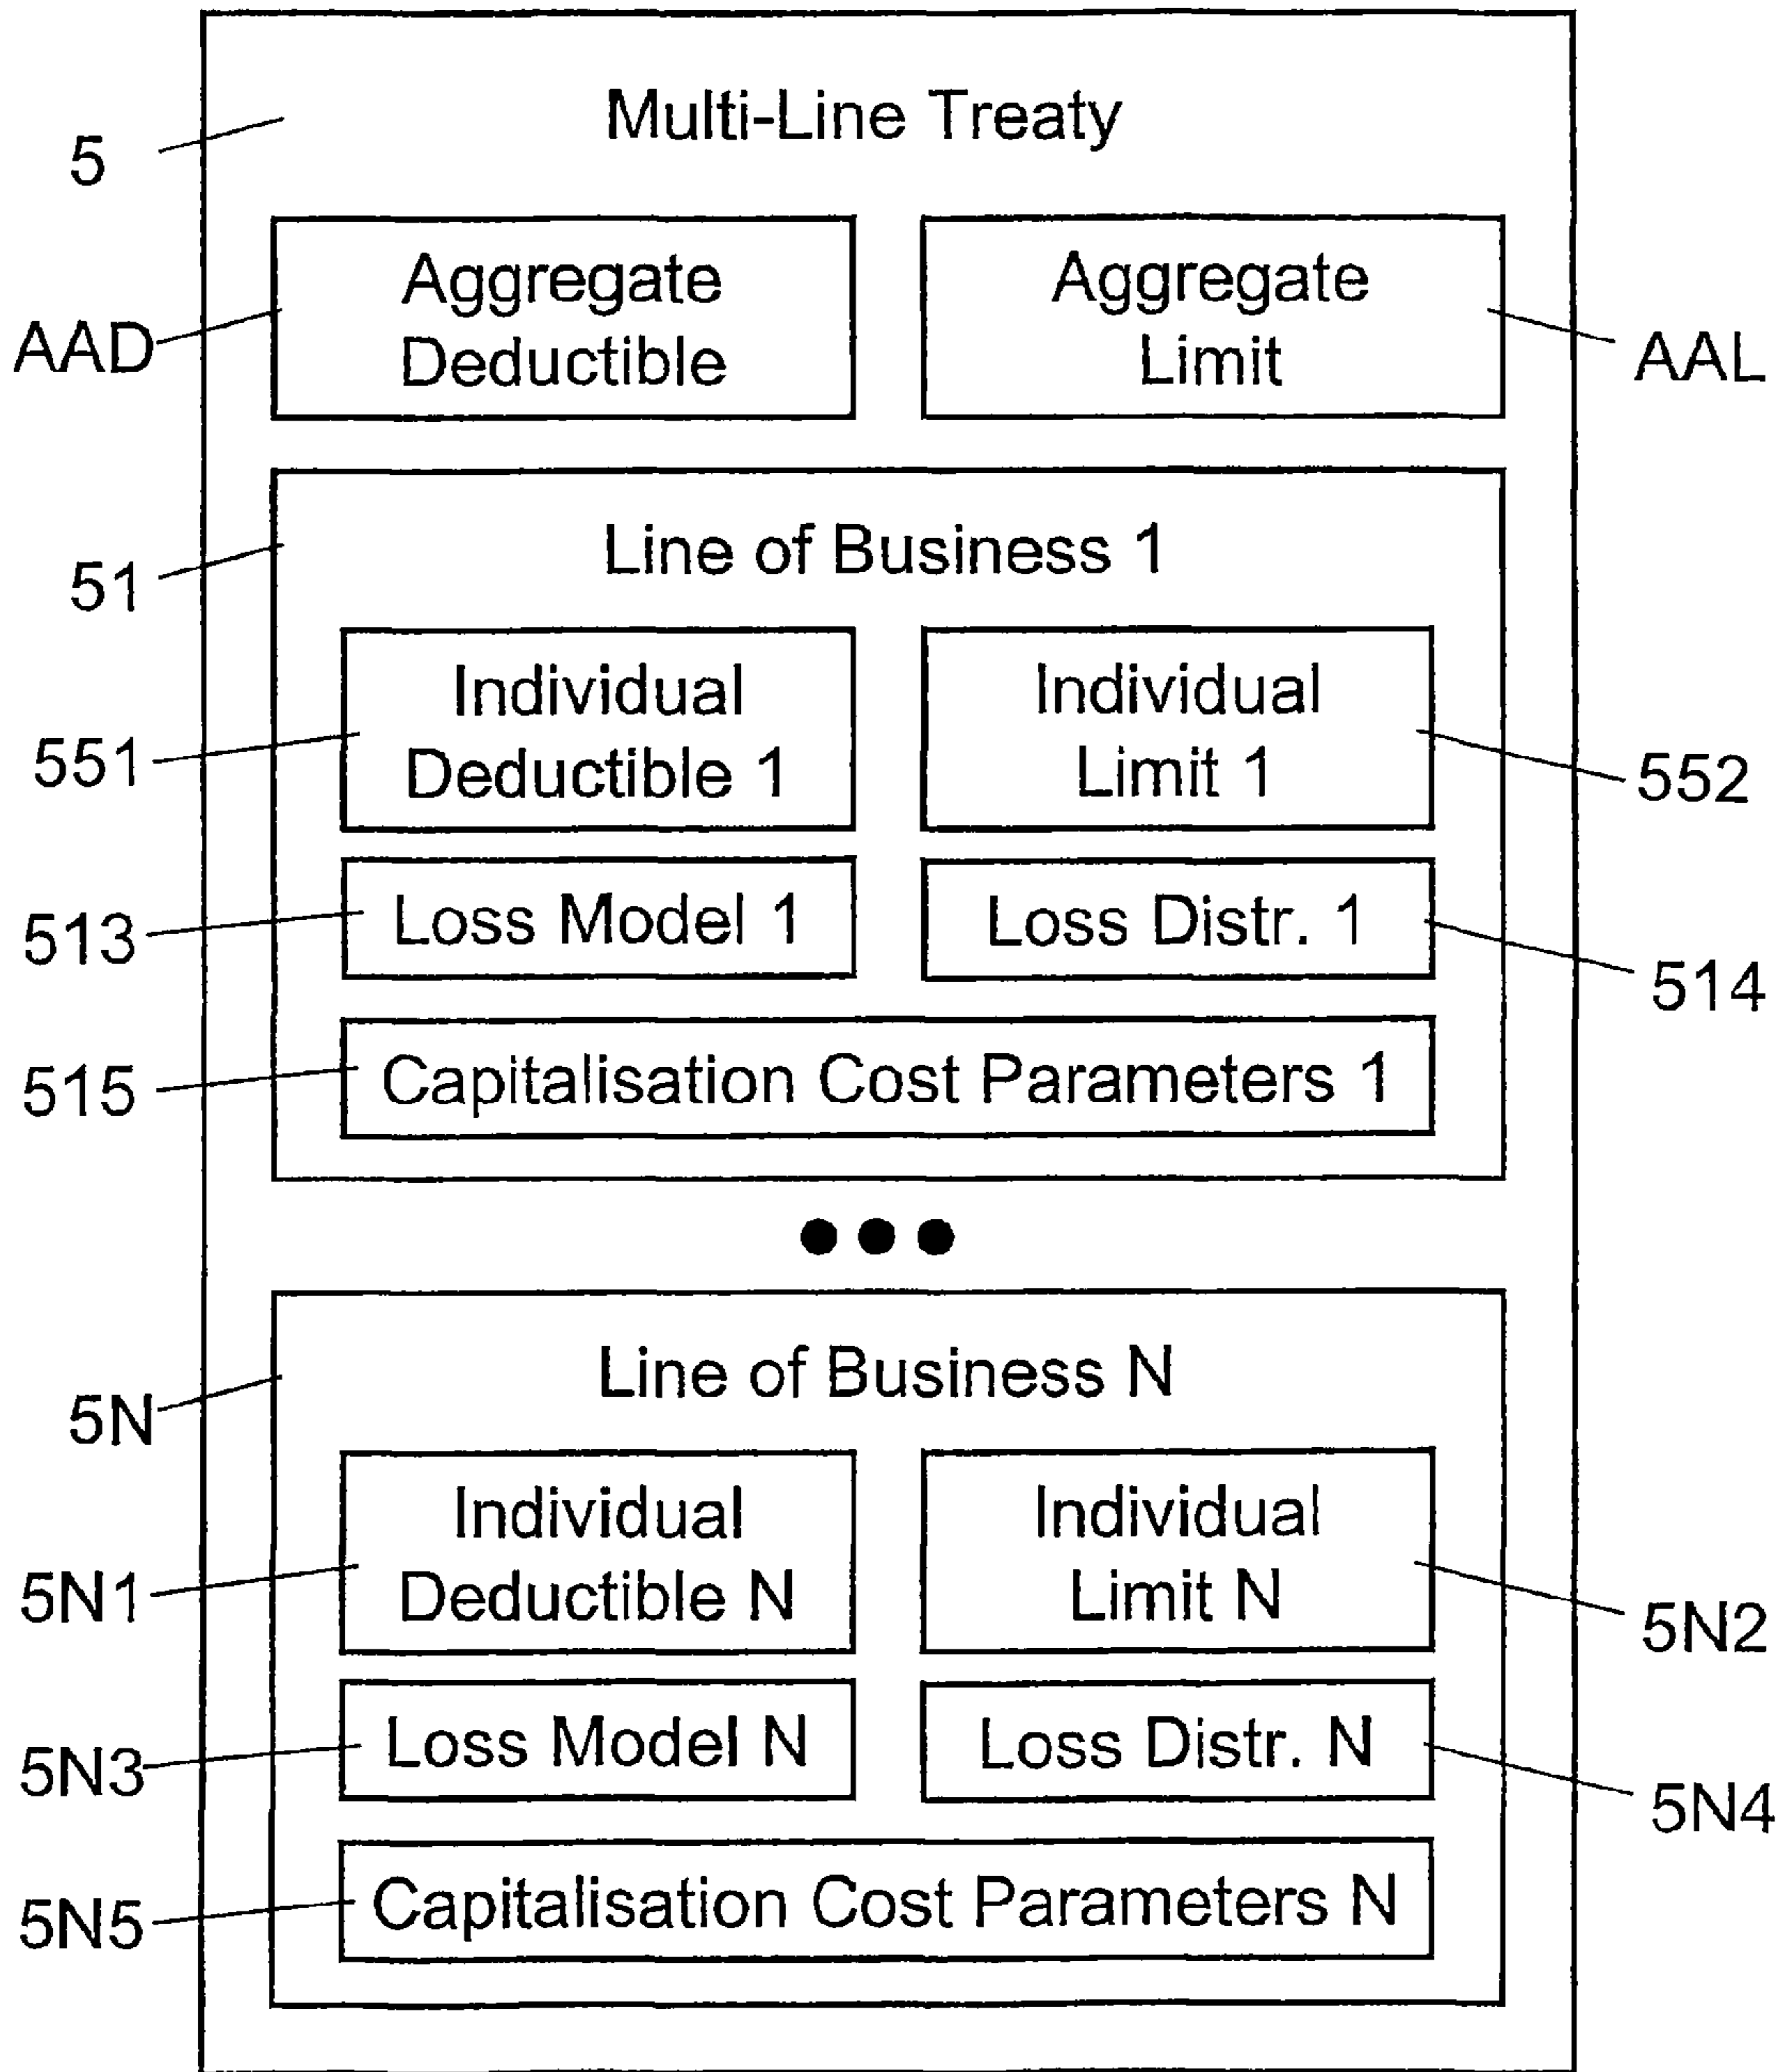 Multi-Line Treaty
5
Aggregate
Deductible
Aggregate
Limit
AAD
AAL
Line of Business 1
51
Individual
Deductible 1
Individual
Limit 1
551
552
Loss Model 1
Loss Distr. 1
513
514
Capitalisation Cost Parameters 1
515
Line of Business N
5N
Individual
Deductible N
Individual
Limit N
5N1
5N2
Loss Model N
Loss Distr. N
5N3
5N4
Capitalisation Cost Parameters N
5N5